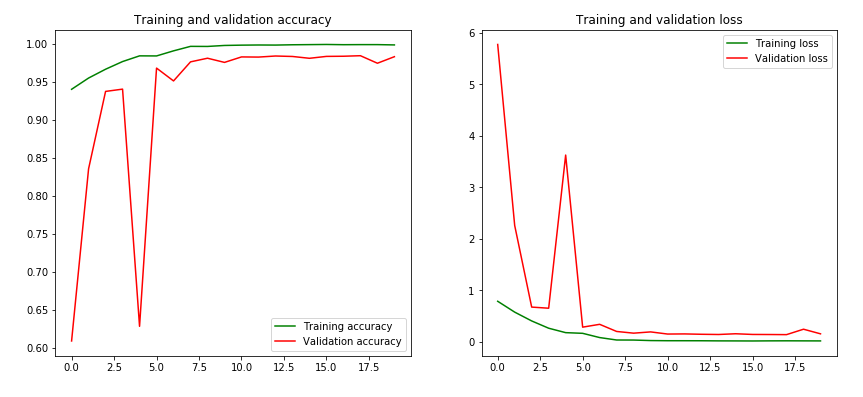 Training and validation accuracy
1.00
0.95
0.90
0.85
0.80
0.75
0.70
0.65
0.60
Training accuracy
Validation accuracy
0.0 2.5 5.0 7.5 10.0 12.5 15.0 17.5
Training and validation loss
6
5
4
3
2
1
0
Training loss
Validation loss
0.0 2.5 5.0 7.5 10.0 12.5 15.0 17.5